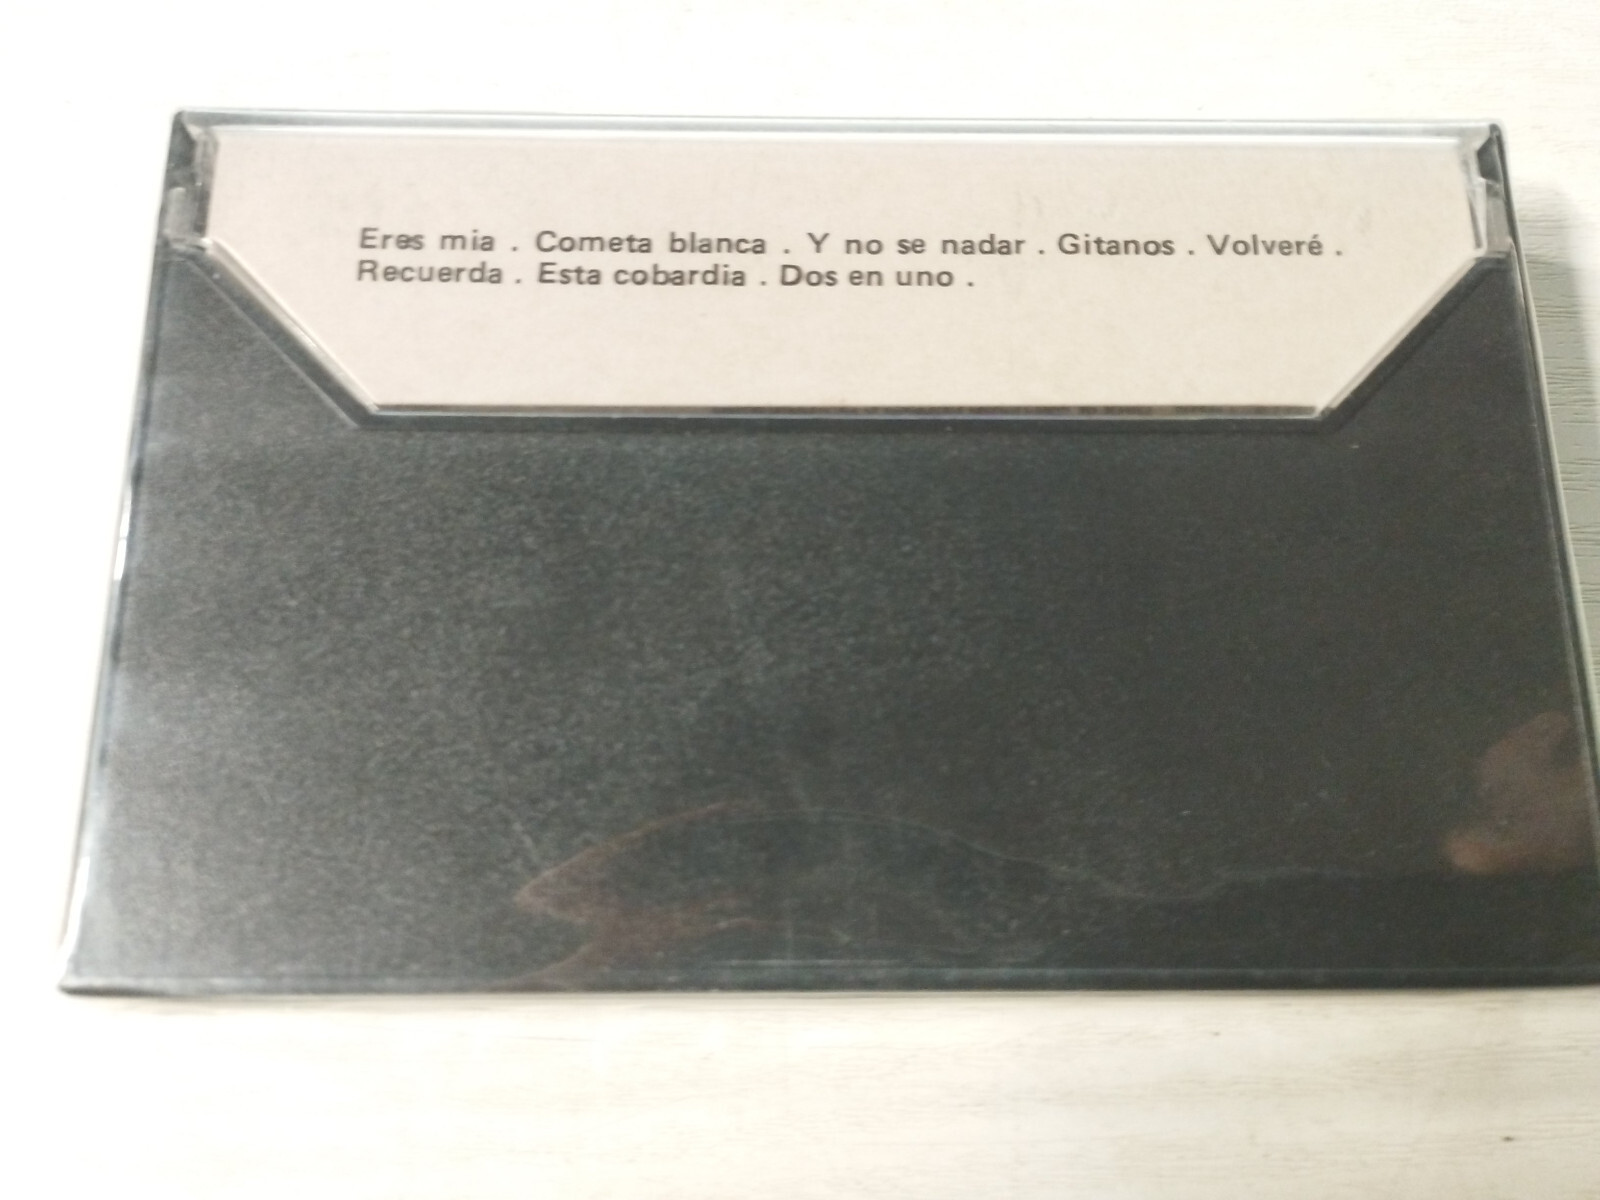 Eres mia . Cometa blanca . Y no se nadar . Gitanos . Volveré .
Recuerda . Esta cobardia . Dos en uno .